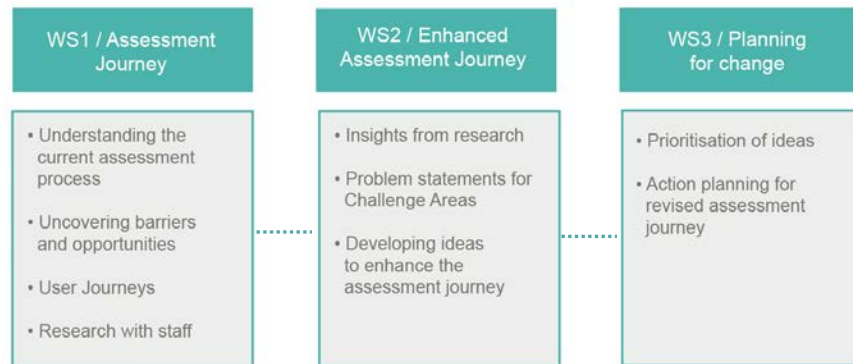 WS1 / Assessment
Journey
• Understanding the
current assessment
process
• Uncovering barriers
and opportunities
• User Journeys
• Research with staff
WS2 / Enhanced
Assessment Journey
• Insights from research
• Problem statements for
Challenge Areas
• Developing ideas
to enhance the
assessment journey
WS3 / Planning
for change
• Prioritisation of ideas
• Action planning for
revised assessment
journey